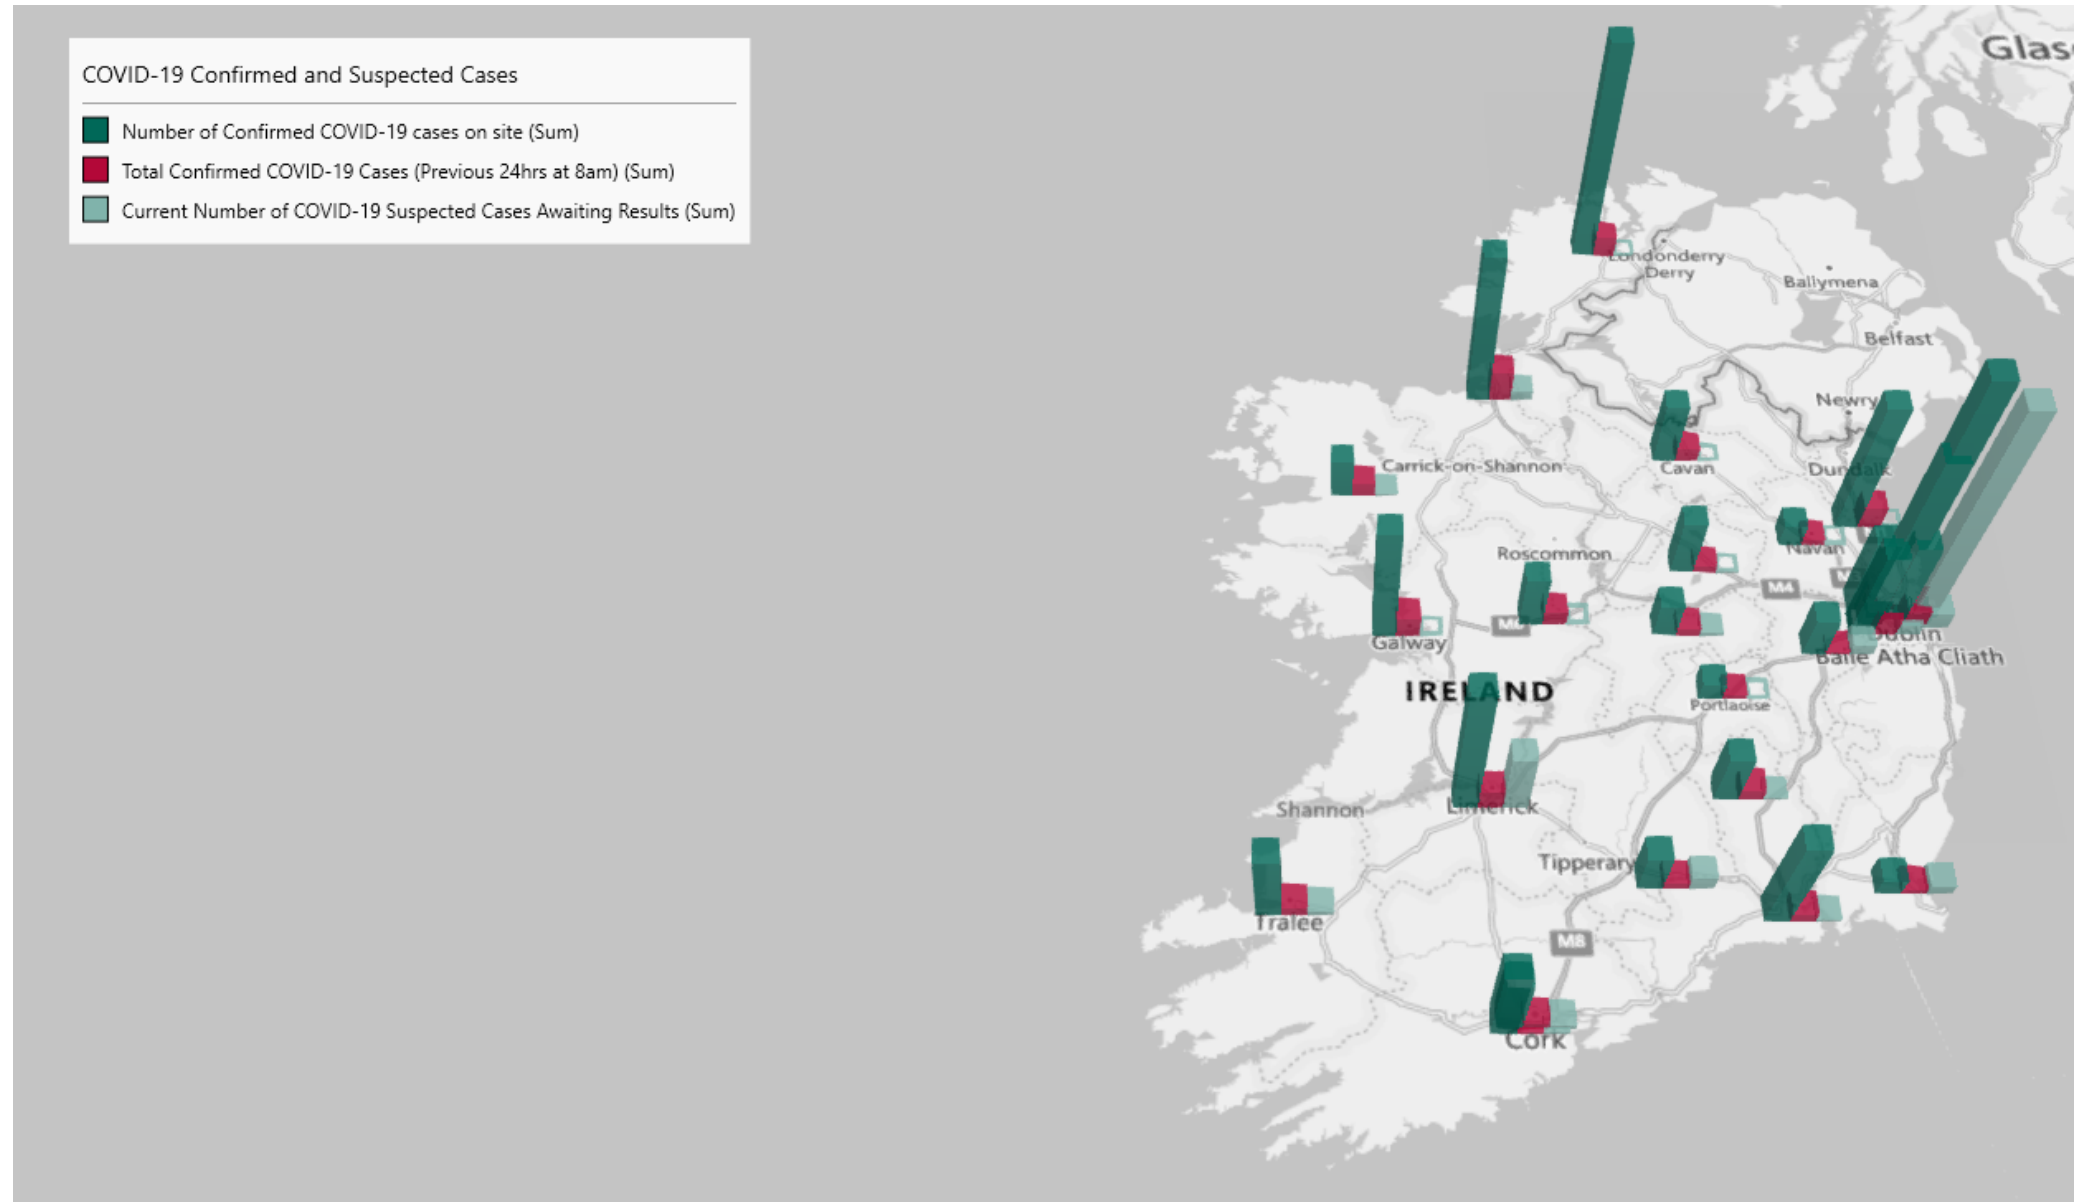 COVID-19 Confirmed and Suspected Cases
Number of Confirmed COVID-19 cases on site (Sum)
Total Confirmed COVID-19 Cases (Previous 24hrs at 8am) (Sum)
Current Number of COVID-19 Suspected Cases Awaiting Results (Sum)
Glas
Londonderry
Derry
Ballymena
Belfast
Newry
Carrick-on-Shannon
Cavan
Dundalk
Roscommon
Navan
M4
Galway
Dublin
Baile Atha Cliath
IRELAND
Portlaoise
Shannon
Limerick
Tipperary
Tralee
M8
Cork